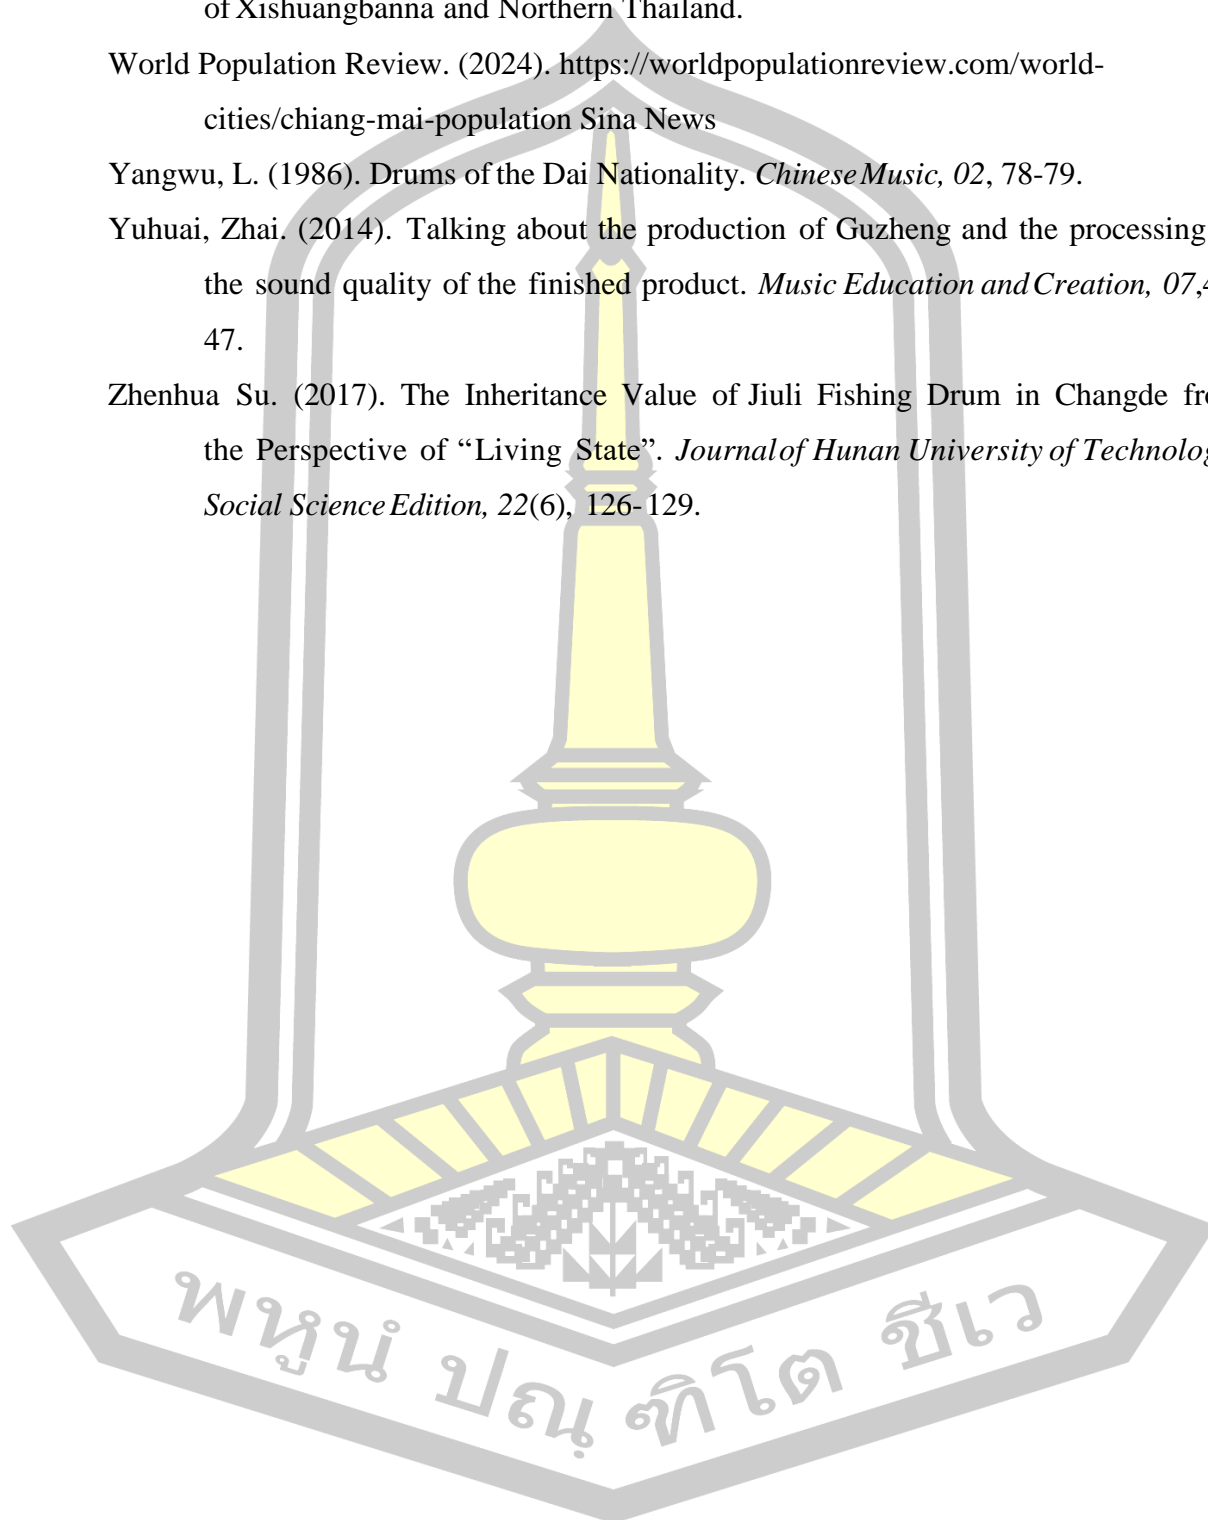 of Xishuangbanna and Northern Thailand.
World Population Review. (2024). https://worldpopulationreview.com/world-
cities/chiang-mai-population Sina News
Yangwu, L. (1986). Drums of the Dai Nationality. Chinese Music, 02, 78-79.
Yuhuai, Zhai. (2014). Talking about the production of Guzheng and the processing
the sound quality of the finished product. Music Education and Creation, 07,4
47.
Zhenhua Su. (2017). The Inheritance Value of Jiuli Fishing Drum in Changde
the Perspective of “Living State”. Journal of Hunan University of
Social Science Edition, 22(6), 126-129.
พหูนํ ปณฺฑิโต ชีเว